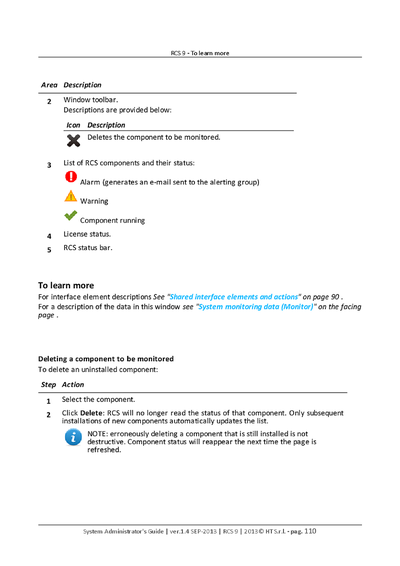 RCS 9 - To learn more
Area Description
2 Window toolbar.
Descriptions are provided below:
Icon Description
Deletes the component to be monitored.
3 List of RCS components and their status:
Alarm (generates an e-mail sent to the alerting group)
Warning
Component running
4 License status.
5 RCS status bar.
To learn more
For interface element descriptions See "Shared interface elements and actions" on page 90 .
For a description of the data in this window see "System monitoring data (Monitor)" on the facing
page .
Deleting a component to be monitored
To delete an uninstalled component:
Step Action
1 Select the component.
2 Click Delete: RCS will no longer read the status of that component. Only subsequent
installations of new components automatically updates the list.
NOTE: erroneously deleting a component that is still installed is not
destructive. Component status will reappear the next time the page is
refreshed.
System Administrator's Guide | ver.1.4 SEP-2013 | RCS 9 | 2013 © HT S.r.l. - pag. 110